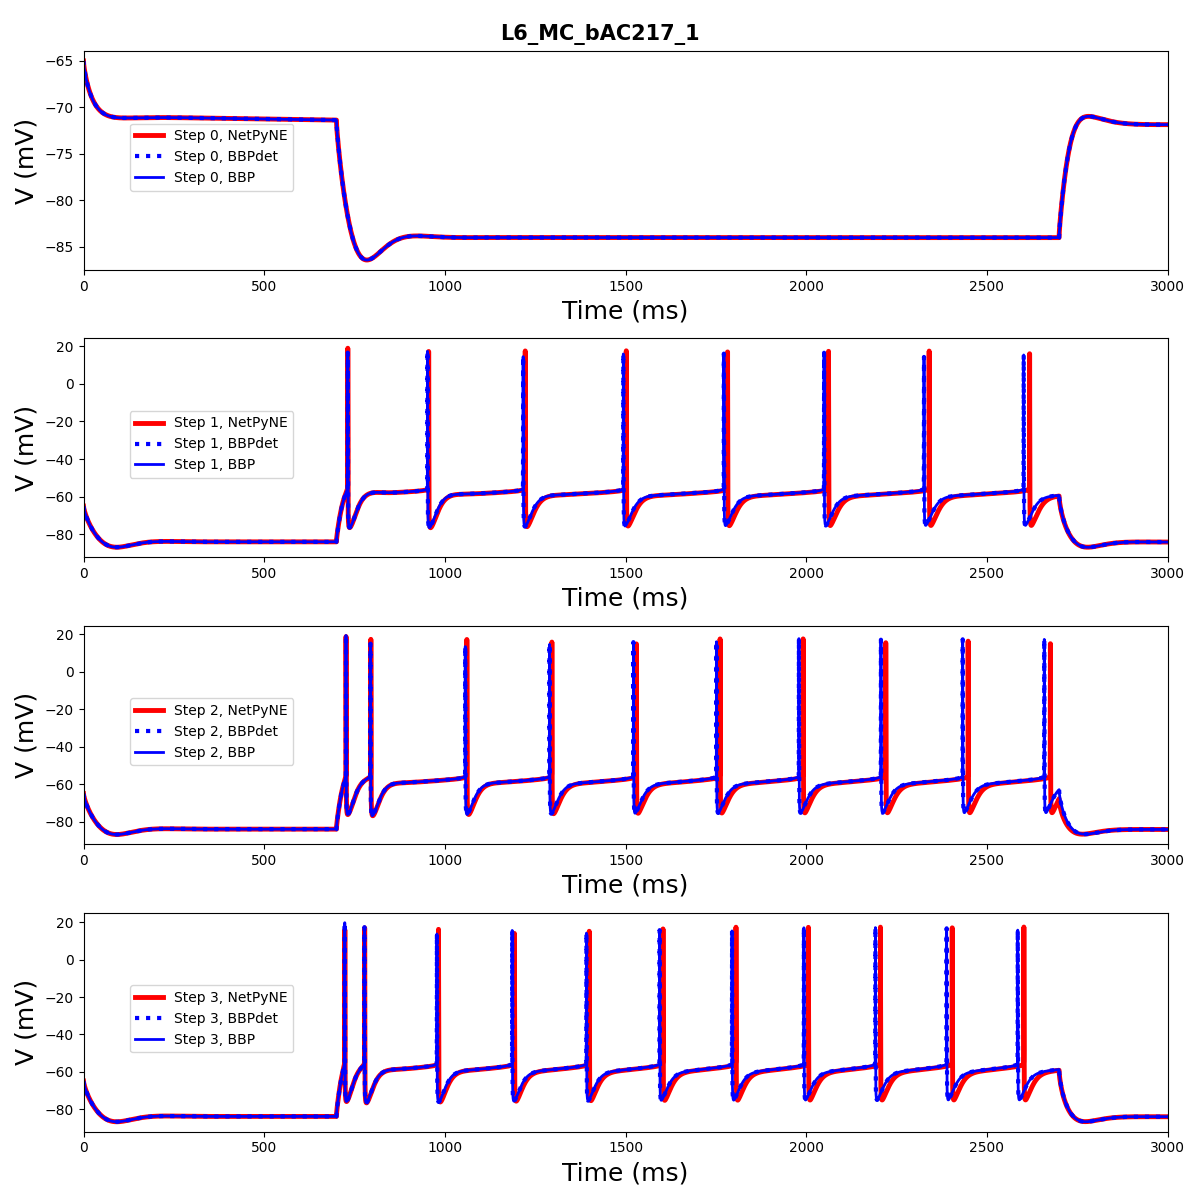 L6_MC_bAC217_1
V (mV)
−65
−70
−75
−80
−85
Step 0, NetPyNE
Step 0, BBPdet
Step 0, BBP
0 500 1000 1500 2000 2500 3000
Time (ms)
V (mV)
20
0
−20
−40
−60
−80
Step 1, NetPyNE
Step 1, BBPdet
Step 1, BBP
0 500 1000 1500 2000 2500 3000
Time (ms)
V (mV)
20
0
−20
−40
−60
−80
Step 2, NetPyNE
Step 2, BBPdet
Step 2, BBP
0 500 1000 1500 2000 2500 3000
Time (ms)
V (mV)
20
0
−20
−40
−60
−80
Step 3, NetPyNE
Step 3, BBPdet
Step 3, BBP
0 500 1000 1500 2000 2500 3000
Time (ms)